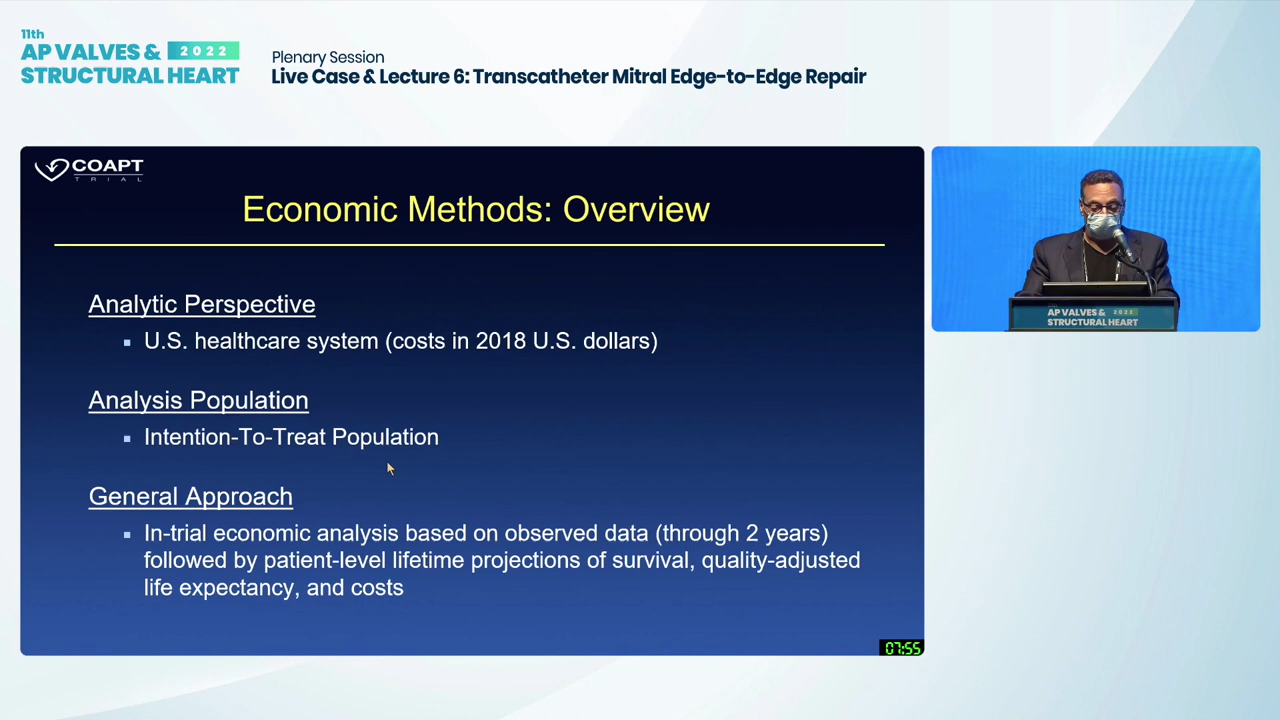 11th
AP VALVES & 2022
STRUCTURAL HEART
Plenary Session
Live Case & Lecture 6: Transcatheter Mitral Edge-to-Edge Repair
COAPT
TRIAL
Economic Methods: Overview
Analytic Perspective
U.S. healthcare system (costs in 2018 U.S. dollars)
Analysis Population
Intention-To-Treat Population
General Approach
In-trial economic analysis based on observed data (through 2 years)
followed by patient-level lifetime projections of survival, quality-adjusted
life expectancy, and costs
07:55
AP VALVES & 2022
STRUCTURAL HEART